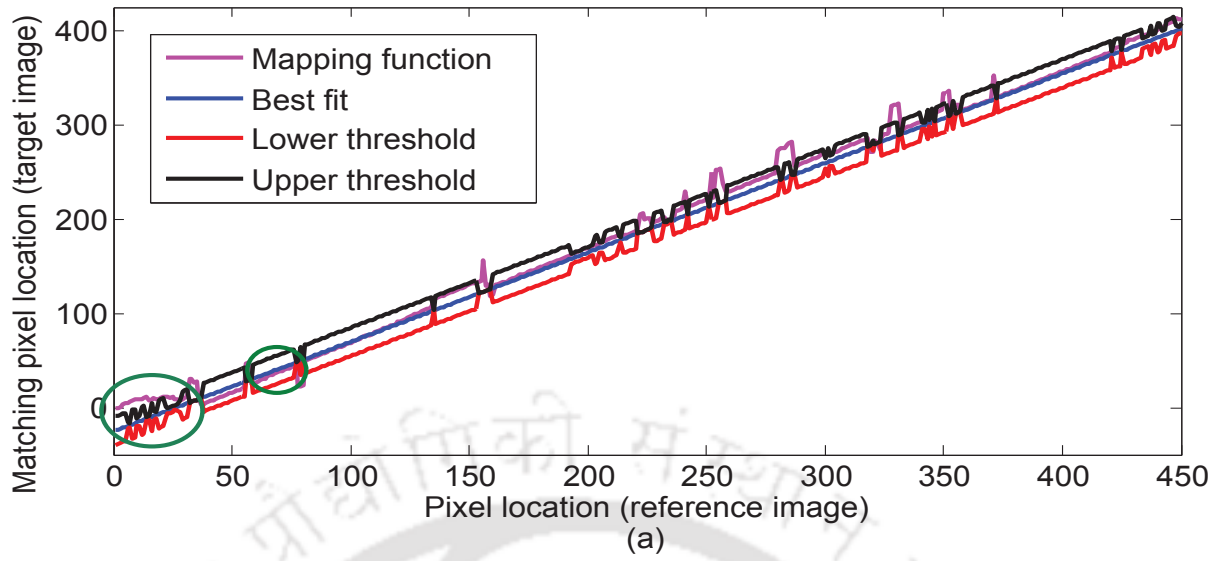 400
300
200
100
0
Matching pixel location (target image)
Mapping function
Best fit
Lower threshold
Upper threshold
0 50 100 150 200 250 300 350 400 450
Pixel location (reference image)
(a)